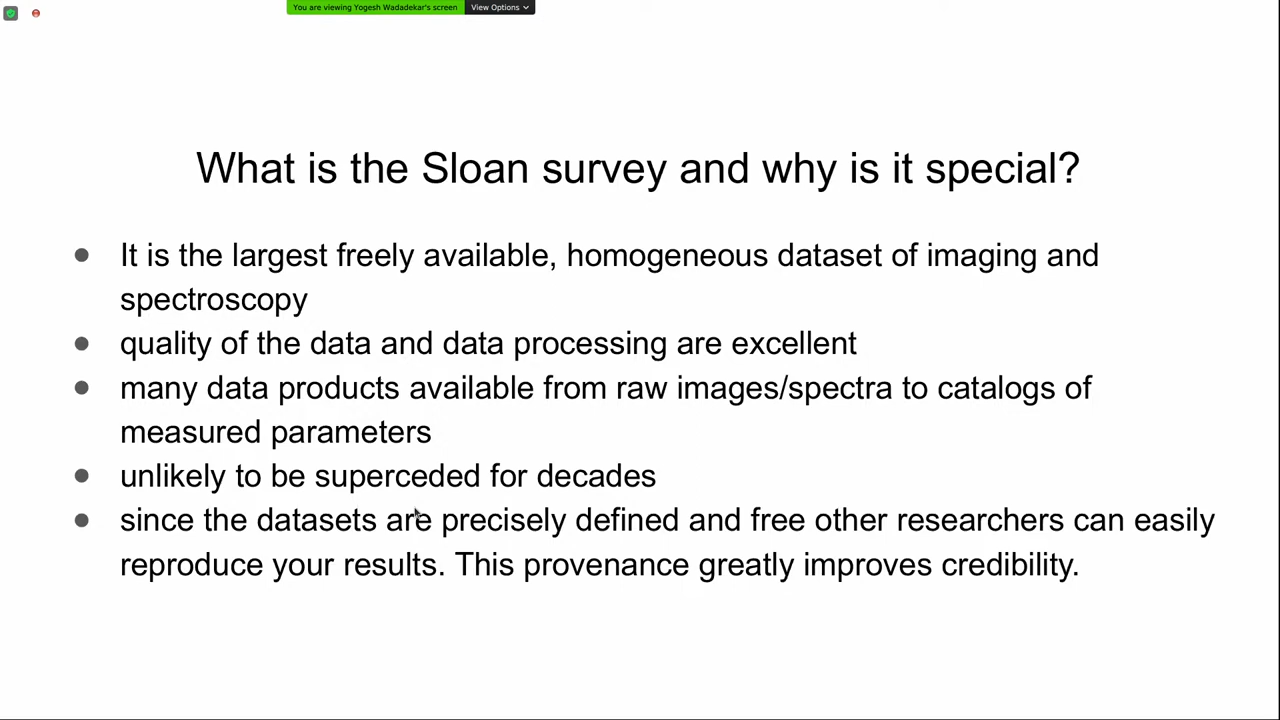 You are viewing Yogesh Wadadekar's screen View Options
What is the Sloan survey and why is it special?
It is the largest freely available, homogeneous dataset of imaging and
spectroscopy
quality of the data and data processing are excellent
many data products available from raw images/spectra to catalogs of
measured parameters
unlikely to be superceded for decades
since the datasets are precisely defined and free other researchers can easily
reproduce your results. This provenance greatly improves credibility.